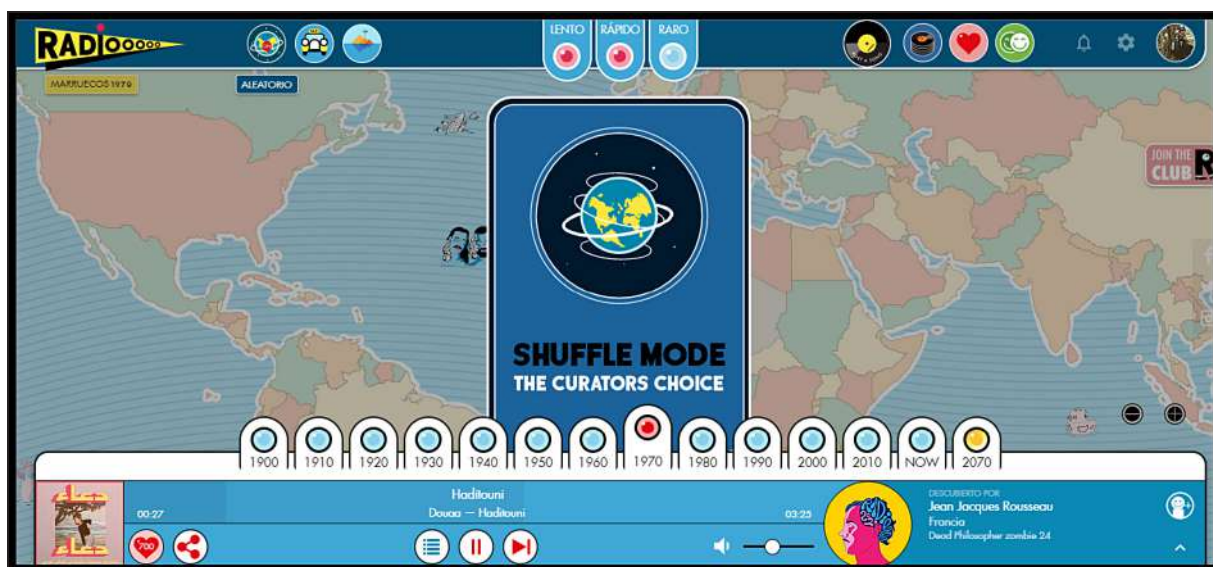 RADIOOOOO
LENTO RÁPIDO RARO
MARRUECOS 1970
ALEATORIO
JOIN THE
CLUB R
SHUFFLE MODE
THE CURATORS CHOICE
1900 1910 1920 1930 1940 1950 1960 1970 1980 1990 2000 2010 NOW 2070
Haditouni
00:27 Douaa — Haditouni 03:25
700
DESCUBIERTO POR
Jean Jacques Rousseau
Francia
Dead Philosopher zombie 24